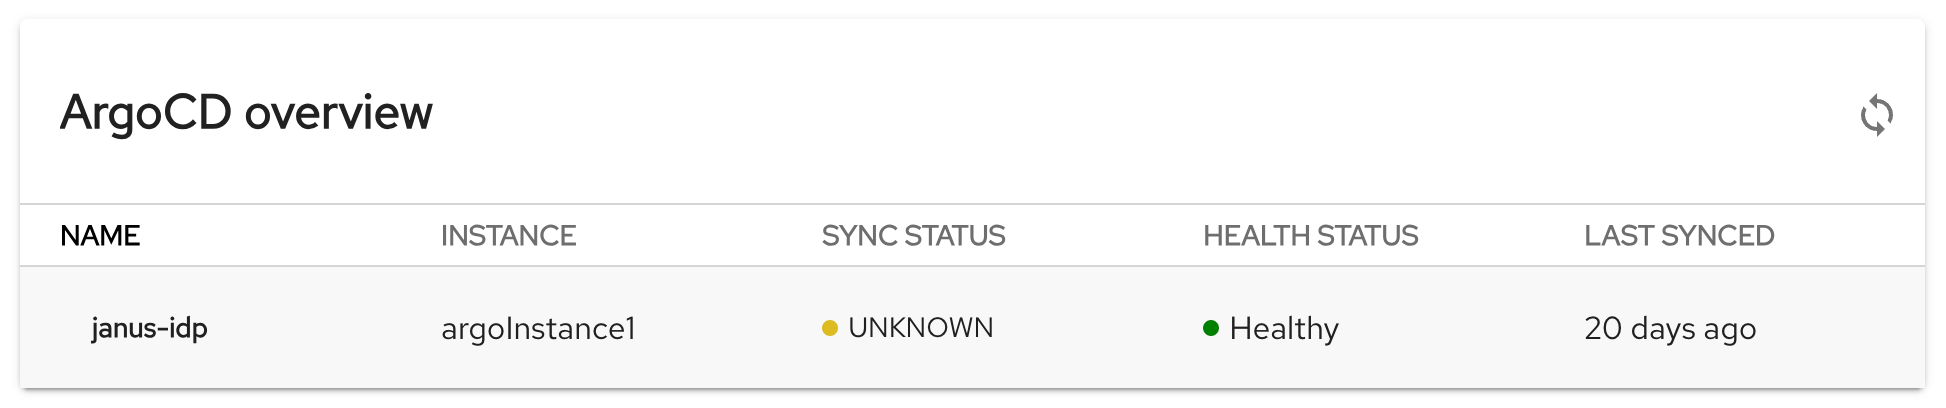 ArgoCD overview
NAME INSTANCE SYNC STATUS HEALTH STATUS LAST SYNCED
janus-idp argoInstance1 UNKNOWN Healthy 20 days ago